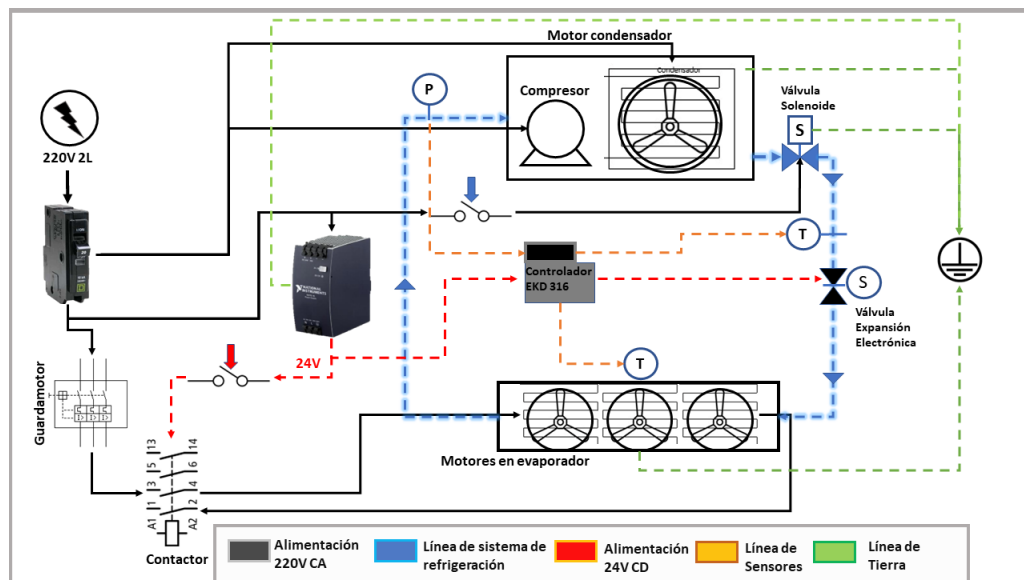 Motor condensador
Condensador
Compresor
P
Válvula
Solenoide
S
220V 2L
T
Controlador
EKD 316
S
Válvula
Expansión
Electrónica
24V
T
Guardamotor
13
14
5
6
3
4
1
2
A1
A2
Contactor
Motores en evaporador
Alimentación
220V CA
Línea de sistema de
refrigeración
Alimentación
24V CD
Línea de
Sensores
Línea de
Tierra